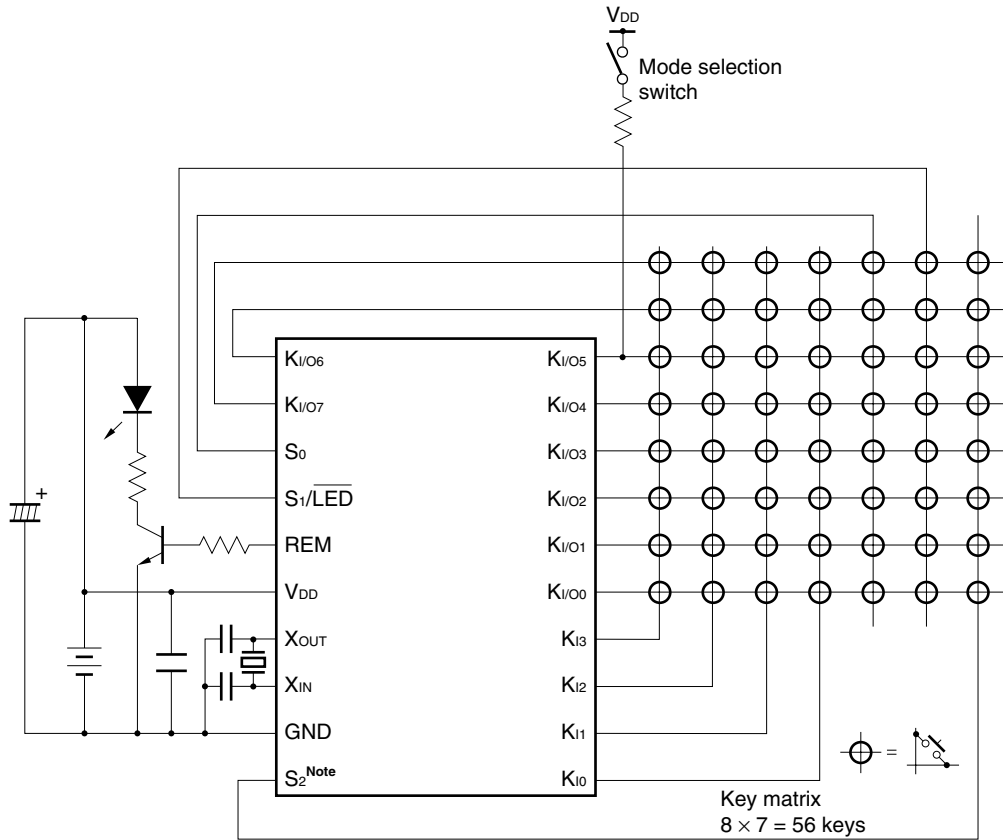 VDD
Mode selection
switch
KI/O6
KI/O7
S0
S1/LED
REM
VDD
XOUT
XIN
GND
S2 Note
KI/O5
KI/O4
KI/O3
KI/O2
KI/O1
KI/O0
KI3
KI2
KI1
KI0
+
=
Key matrix
8 × 7 = 56 keys